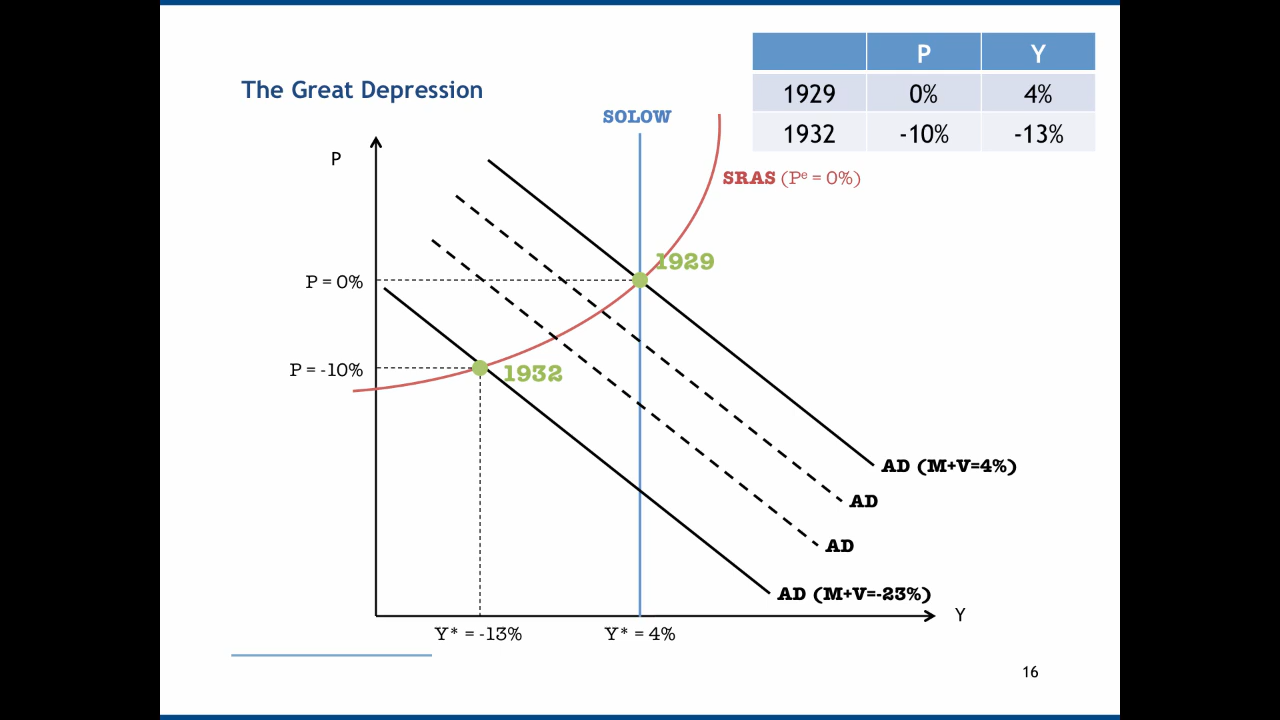 The Great Depression
P Y
1929 0% 4%
1932 -10% -13%
SOLOW
P
SRAS (Pᵉ = 0%)
1929
P = 0%
P = -10%
1932
AD (M+V=4%)
AD
AD
AD (M+V=-23%)
Y
Y* = -13%
Y* = 4%
16